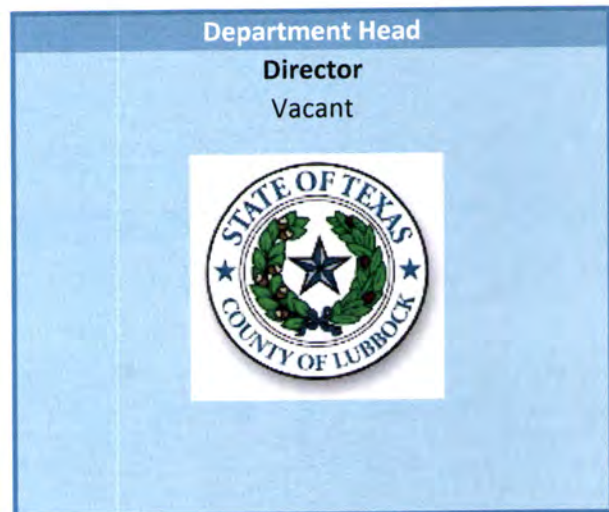 Department Head
Director
Vacant
STATE OF TEXAS
COUNTY OF LUBBOCK